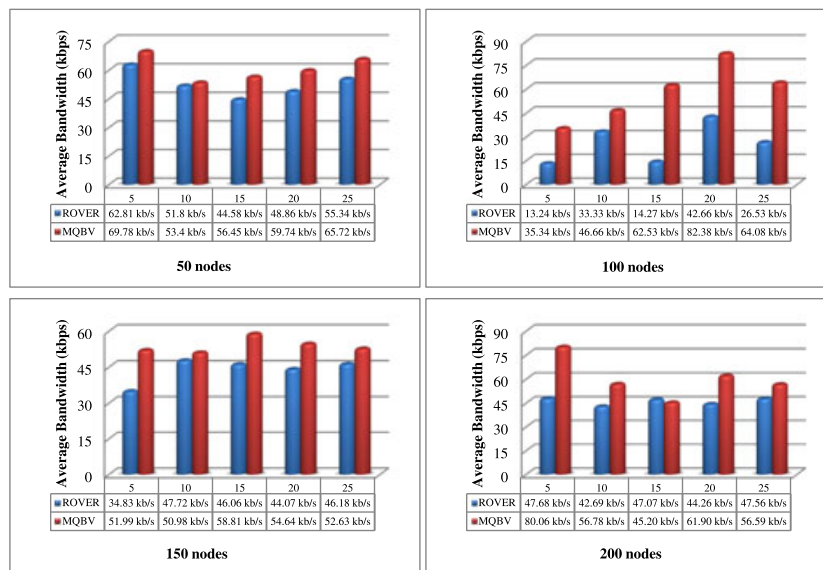 Average Bandwidth (kbps)
75
60
45
30
15
0
5 10 15 20 25
ROVER 62.81 kb/s 51.8 kb/s 44.58 kb/s 48.86 kb/s 55.34 kb/s
MQBV 69.78 kb/s 53.4 kb/s 56.45 kb/s 59.74 kb/s 65.72 kb/s
50 nodes
Average Bandwidth (kbps)
90
75
60
45
30
15
0
5 10 15 20 25
ROVER 13.24 kb/s 33.33 kb/s 14.27 kb/s 42.66 kb/s 26.53 kb/s
MQBV 35.34 kb/s 46.66 kb/s 62.53 kb/s 82.38 kb/s 64.08 kb/s
100 nodes
Average Bandwidth (kbps)
60
45
30
15
0
5 10 15 20 25
ROVER 34.83 kb/s 47.72 kb/s 46.06 kb/s 44.07 kb/s 46.18 kb/s
MQBV 51.99 kb/s 50.98 kb/s 58.81 kb/s 54.64 kb/s 52.63 kb/s
150 nodes
Average Bandwidth (kbps)
90
75
60
45
30
15
0
5 10 15 20 25
ROVER 47.68 kb/s 42.69 kb/s 47.07 kb/s 44.26 kb/s 47.56 kb/s
MQBV 80.06 kb/s 56.78 kb/s 45.20 kb/s 61.90 kb/s 56.59 kb/s
200 nodes